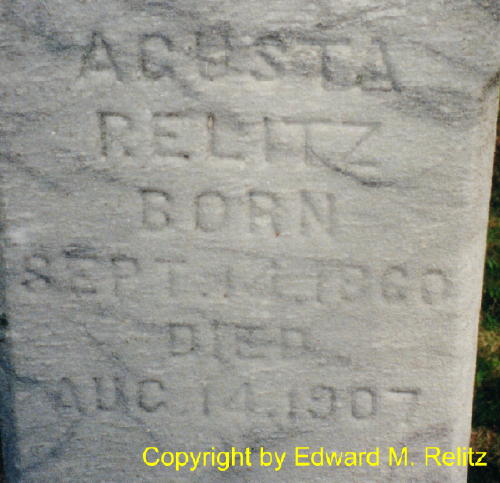 AGUSTA
RELITZ
BORN
SEPT. 14, 1860
DIED
AUG. 14, 1907
Copyright by Edward M. Relitz